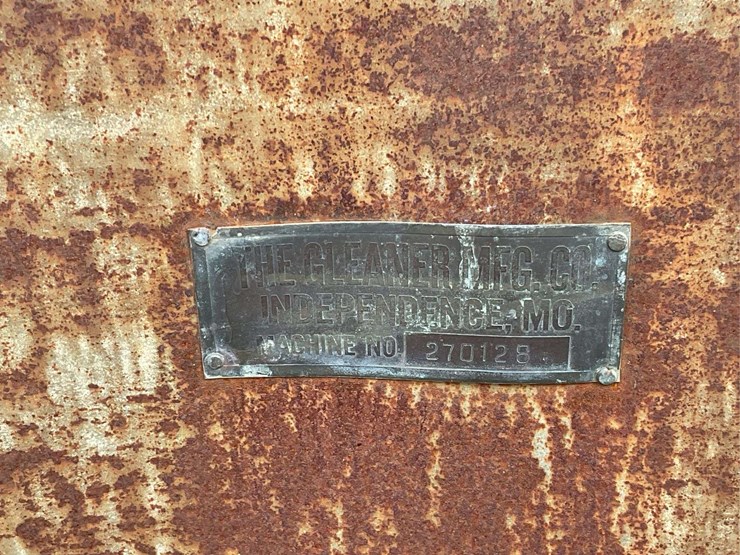 THE GLEANER MFG. CO.
INDEPENDENCE, MO.
MACHINE NO. 270128